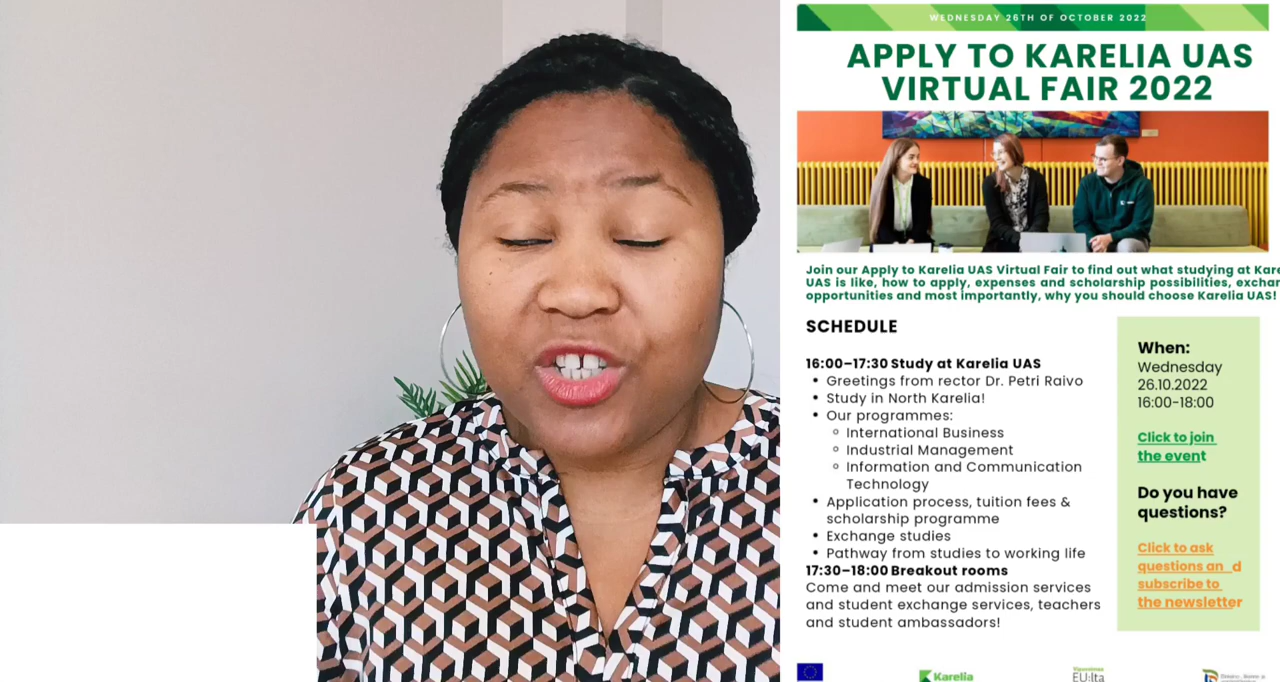 WEDNESDAY 26TH OF OCTOBER 2022
APPLY TO KARELIA UAS
VIRTUAL FAIR 2022
Join our Apply to Karelia UAS Virtual Fair to find out what studying at Kare
UAS is like, how to apply, expenses and scholarship possibilities, exchan
opportunities and most importantly, why you should choose Karelia UAS!
SCHEDULE
16:00–17:30 Study at Karelia UAS
• Greetings from rector Dr. Petri Raivo
• Study in North Karelia!
• Our programmes:
◦ International Business
◦ Industrial Management
◦ Information and Communication
Technology
• Application process, tuition fees &
scholarship programme
• Exchange studies
• Pathway from studies to working life
17:30–18:00 Breakout rooms
Come and meet our admission services
and student exchange services, teachers
and student ambassadors!
When:
Wednesday
26.10.2022
16:00-18:00
Click to join
the event
Do you have
questions?
Click to ask
questions an d
subscribe to
the newsletter
Karelia
EU:lta